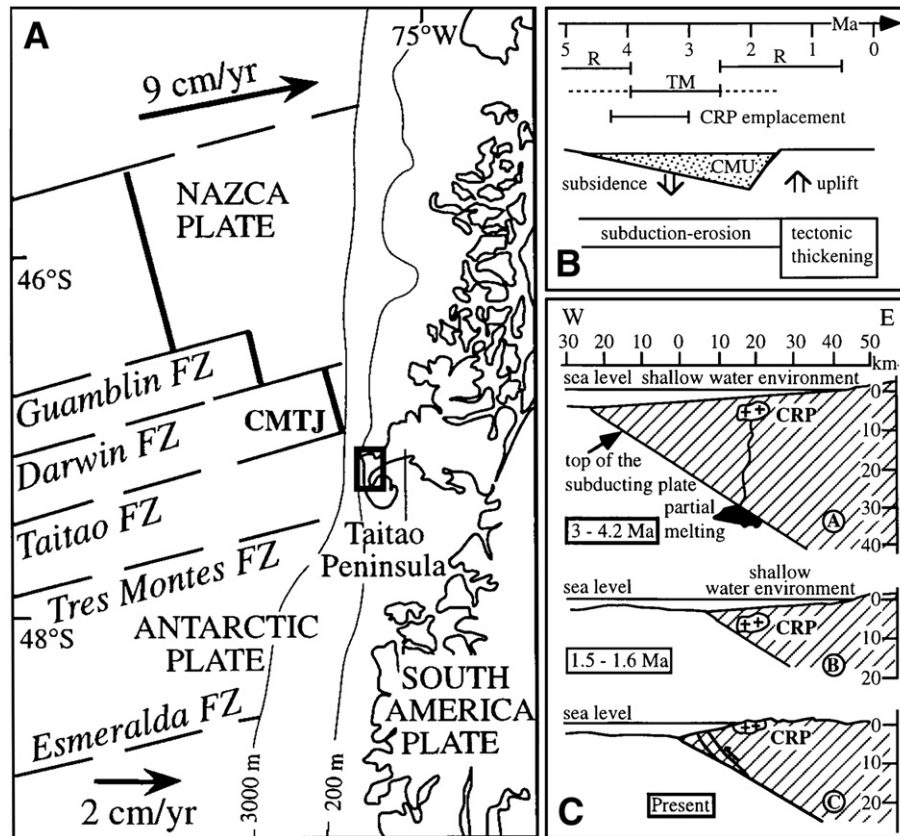 A
75°W
9 cm/yr
NAZCA
PLATE
46°S
Guamblin FZ
Darwin FZ
CMTJ
Taitao FZ
Taitao
Peninsula
Tres Montes FZ
48°S
ANTARCTIC
PLATE
SOUTH
AMERICA
PLATE
Esmeralda FZ
3000 m
200 m
2 cm/yr
Ma
5 4 3 2 1 0
R R
TM
CRP emplacement
CMU
subsidence uplift
subduction-erosion tectonic
thickening
B
W E
30 20 10 0 10 20 30 40 50
km
sea level shallow water environment 0
CRP
10
top of the
subducting plate
20
partial
melting
30
3 - 4.2 Ma A
40
shallow
water environment
sea level 0
CRP
10
1.5 - 1.6 Ma B
20
sea level 0
CRP
10
Present C
20
C